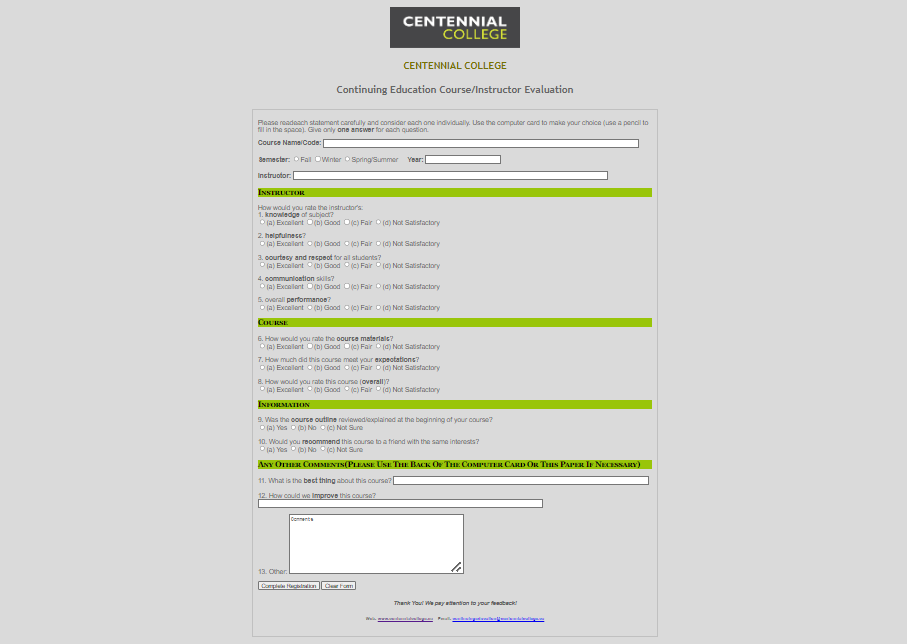 CENTENNIAL
COLLEGE
CENTENNIAL COLLEGE
Continuing Education Course/Instructor Evaluation
Please readeach statement carefully and consider each one individually. Use the computer card to make your choice (use a pencil to
fill in the space). Give only one answer for each question.
Course Name/Code:
Semester: Fall Winter Spring/Summer Year:
Instructor:
INSTRUCTOR
How would you rate the instructor's:
1. knowledge of subject?
(a) Excellent (b) Good (c) Fair (d) Not Satisfactory
2. helpfulness?
(a) Excellent (b) Good (c) Fair (d) Not Satisfactory
3. courtesy and respect for all students?
(a) Excellent (b) Good (c) Fair (d) Not Satisfactory
4. communication skills?
(a) Excellent (b) Good (c) Fair (d) Not Satisfactory
5. overall performance?
(a) Excellent (b) Good (c) Fair (d) Not Satisfactory
COURSE
6. How would you rate the course materials?
(a) Excellent (b) Good (c) Fair (d) Not Satisfactory
7. How much did this course meet your expectations?
(a) Excellent (b) Good (c) Fair (d) Not Satisfactory
8. How would you rate this course (overall)?
(a) Excellent (b) Good (c) Fair (d) Not Satisfactory
INFORMATION
9. Was the course outline reviewed/explained at the beginning of your course?
(a) Yes (b) No (c) Not Sure
10. Would you recommend this course to a friend with the same interests?
(a) Yes (b) No (c) Not Sure
ANY OTHER COMMENTS(PLEASE USE THE BACK OF THE COMPUTER CARD OR THIS PAPER IF NECESSARY)
11. What is the best thing about this course?
12. How could we improve this course?
Comments
13. Other:
Complete Registration Clear Form
Thank You! We pay attention to your feedback!
Web: Email: